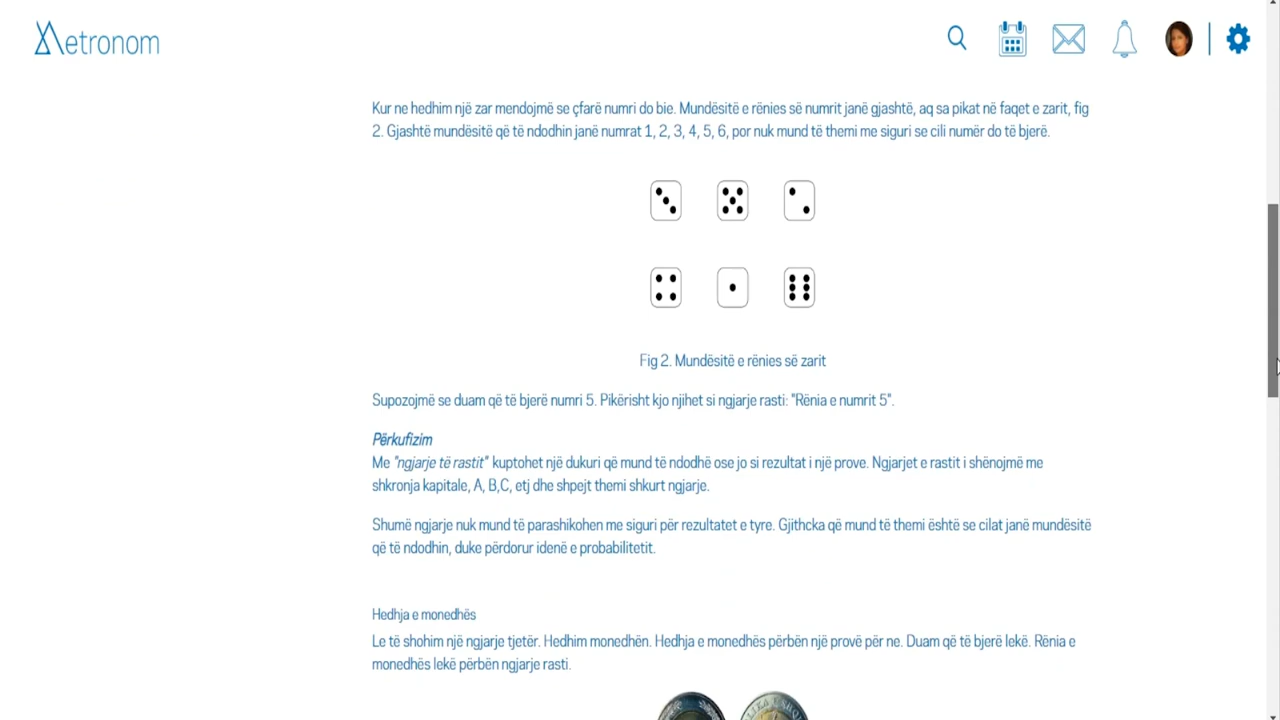 Metronom
Kur ne hedhim një zar mendojmë se çfarë numri do bie. Mundësitë e rënies së numrit janë gjashtë, aq sa pikat në faqet e zarit, fig
2. Gjashtë mundësitë që të ndodhin janë numrat 1, 2, 3, 4, 5, 6, por nuk mund të themi me siguri se cili numër do të bjerë.
Fig 2. Mundësitë e rënies së zarit
Supozojmë se duam që të bjerë numri 5. Pikërisht kjo njihet si ngjarje rasti: "Rënia e numrit 5".
Përkufizim
Me "ngjarje të rastit" kuptohet një dukuri që mund të ndodhë ose jo si rezultat i një prove. Ngjarjet e rastit i shënojmë me
shkronja kapitale, A, B,C, etj dhe shpejt themi shkurt ngjarje.
Shumë ngjarje nuk mund të parashikohen me siguri për rezultatet e tyre. Gjithcka që mund të themi është se cilat janë mundësitë
që të ndodhin, duke përdorur idenë e probabilitetit.
Hedhja e monedhës
Le të shohim një ngjarje tjetër. Hedhim monedhën. Hedhja e monedhës përbën një provë për ne. Duam që të bjerë lekë. Rënia e
monedhës lekë përbën ngjarje rasti.